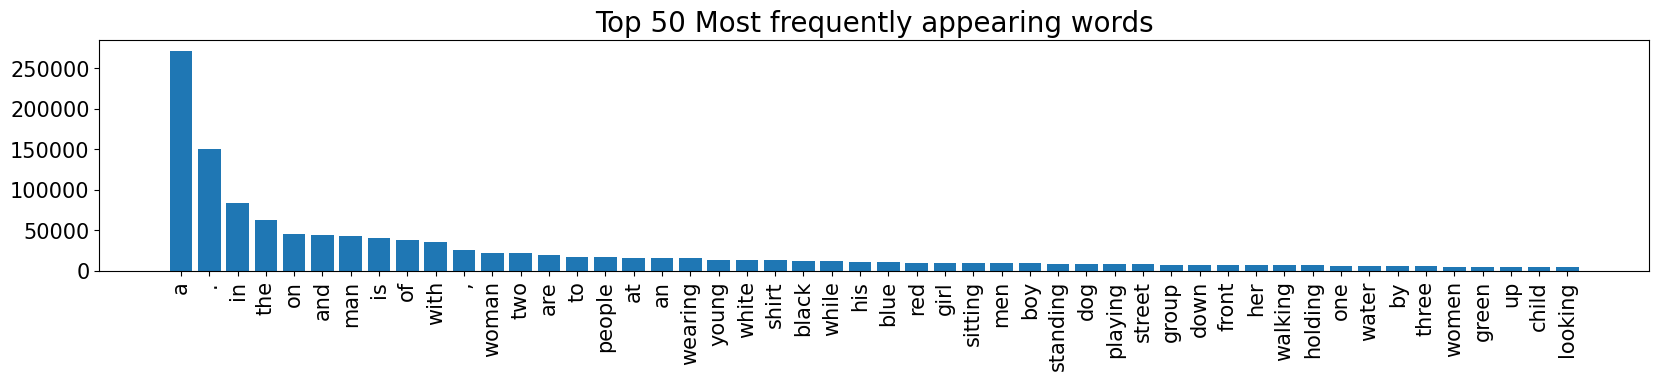 Top 50 Most frequently appearing words
250000
200000
150000
100000
50000
0
a
.
in
the
on
and
man
is
of
with
,
woman
two
are
to
people
at
an
wearing
young
white
shirt
black
while
his
blue
red
girl
sitting
men
boy
standing
dog
playing
street
group
down
front
her
walking
holding
one
water
by
three
women
green
up
child
looking